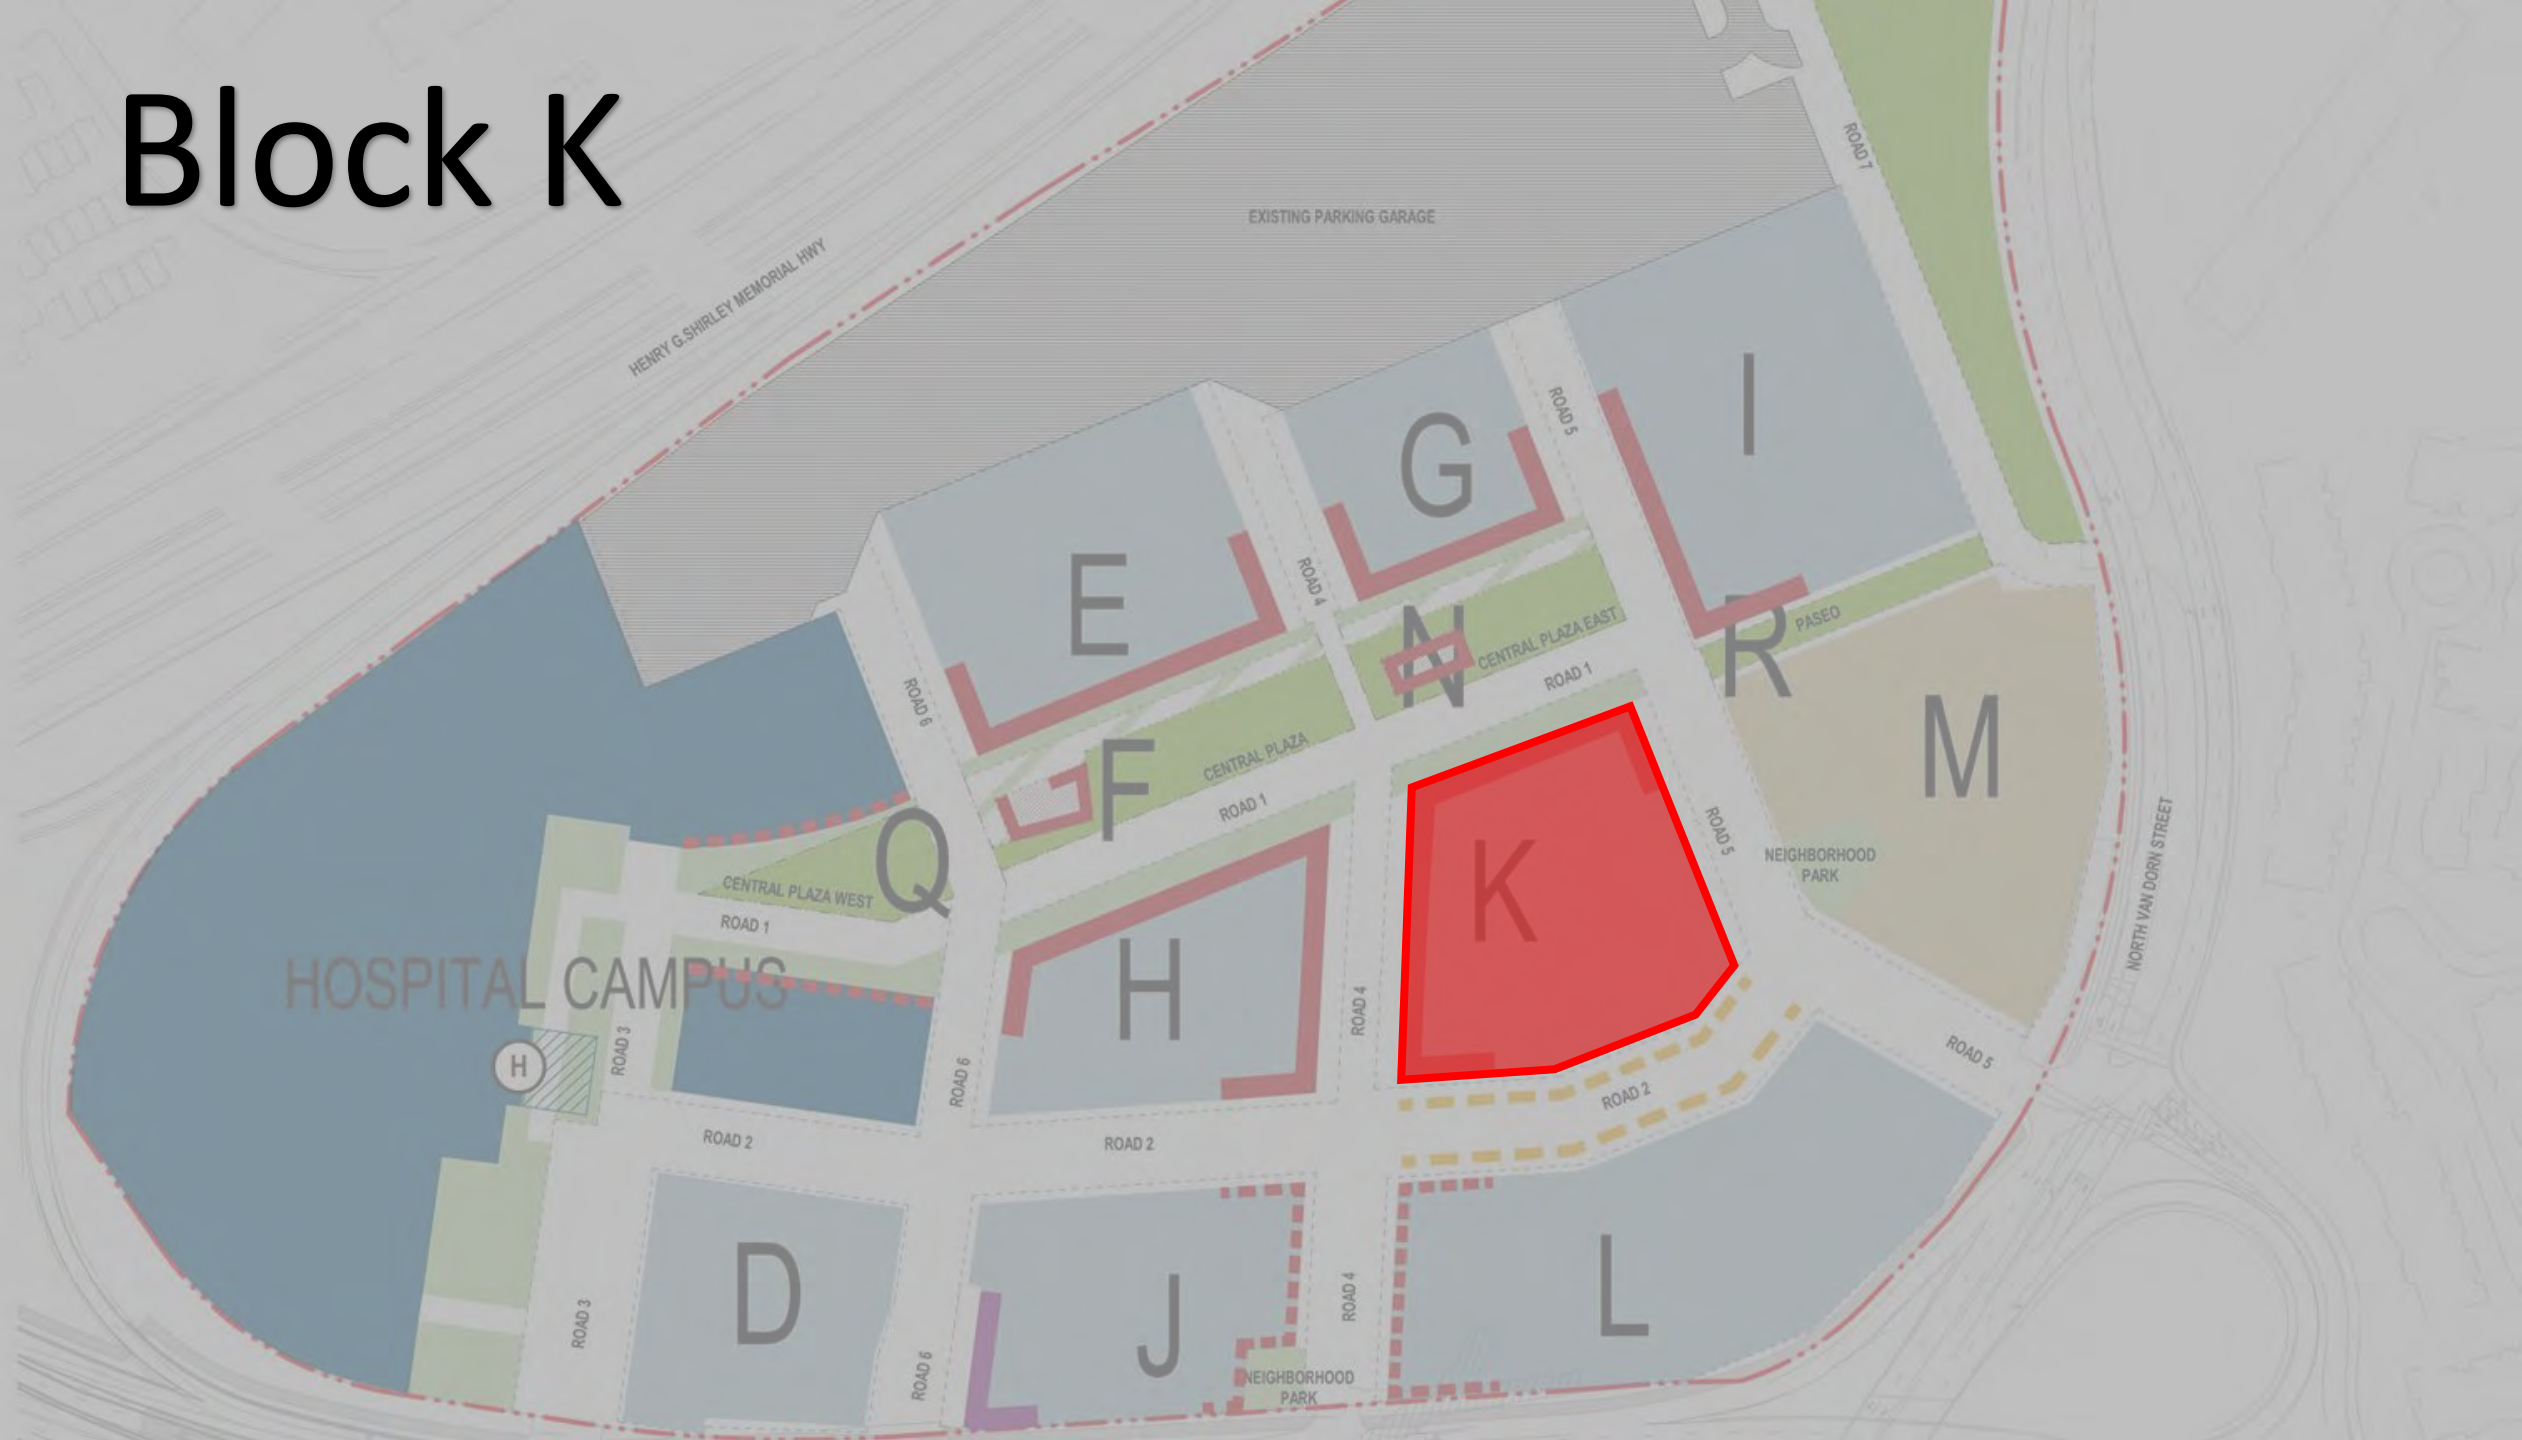 Block K
ROAD 7
EXISTING PARKING GARAGE
HENRY G.SHIRLEY MEMORIAL HWY
I
G
ROAD 5
E
ROAD 4
N
CENTRAL PLAZA EAST
R
PASEO
ROAD 6
ROAD 1
M
F
CENTRAL PLAZA
ROAD 1
Q
CENTRAL PLAZA WEST
ROAD 1
K
ROAD 5
NEIGHBORHOOD
PARK
NORTH VAN DORN STREET
HOSPITAL CAMPUS
H
ROAD 4
H
ROAD 3
ROAD 6
ROAD 5
ROAD 2
ROAD 2
ROAD 2
D
J
L
ROAD 3
ROAD 6
ROAD 4
NEIGHBORHOOD
PARK